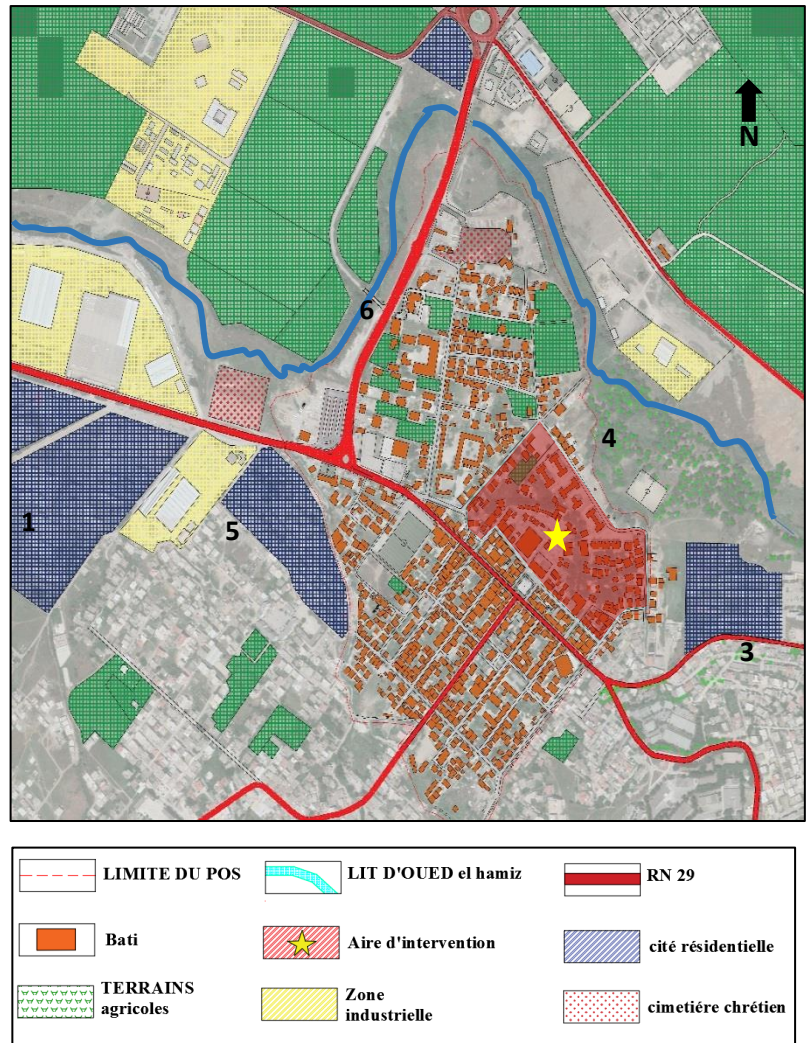 N
6
4
1
5
3
LIMITE DU POS
LIT D'OUED el hamiz
RN 29
Bati
Aire d'intervention
cité résidentielle
TERRAINS
agricoles
Zone
industrielle
cimetiére chrétien